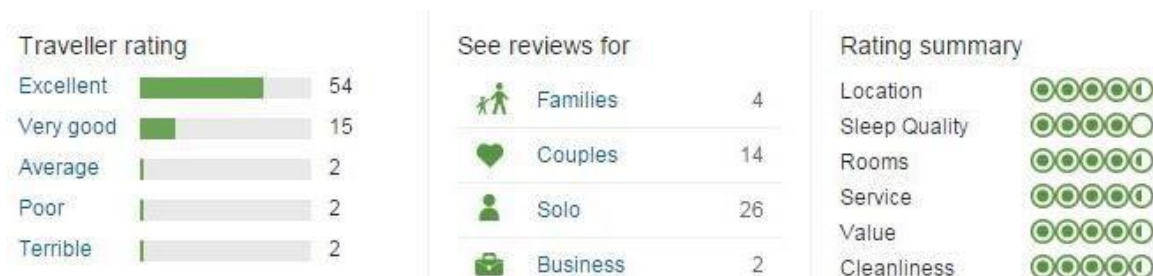 Traveller rating
Excellent 54
Very good 15
Average 2
Poor 2
Terrible 2
See reviews for
Families 4
Couples 14
Solo 26
Business 2
Rating summary
Location
Sleep Quality
Rooms
Service
Value
Cleanliness